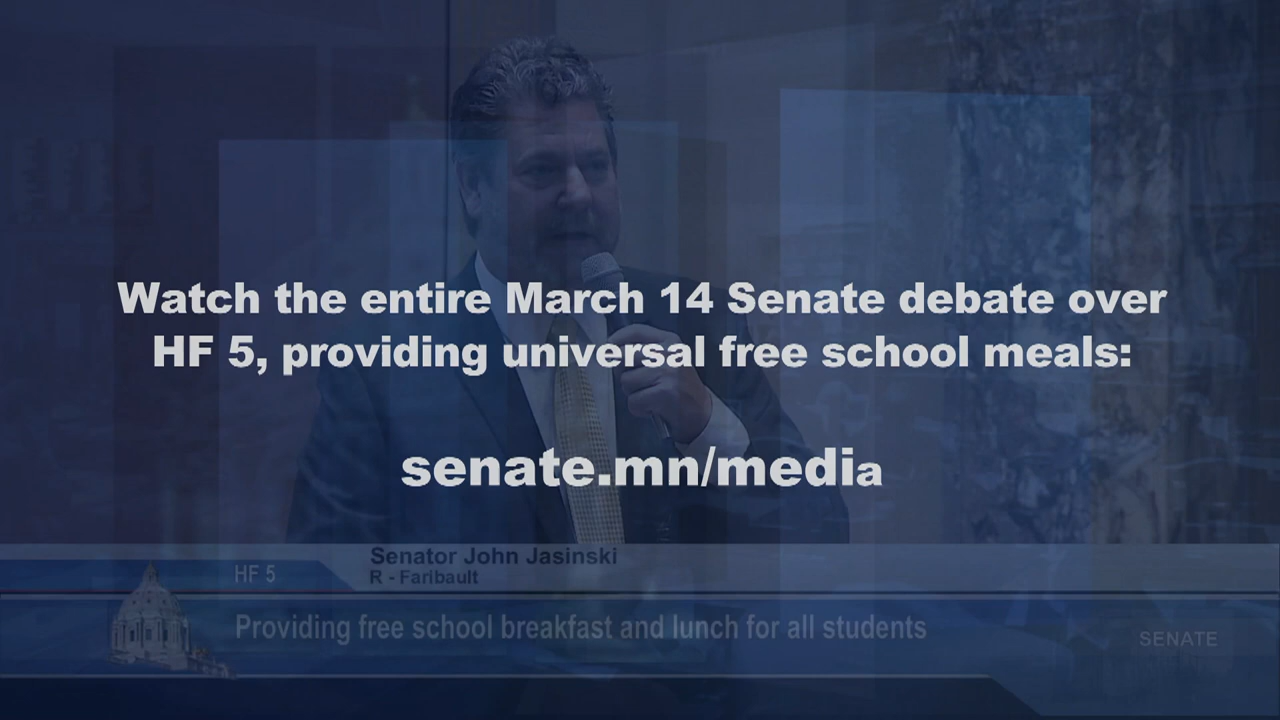 Watch the entire March 14 Senate debate over
HF 5, providing universal free school meals:
senate.mn/media
Senator John Jasinski
HF 5
R - Faribault
Providing free school breakfast and lunch for all students
SENATE